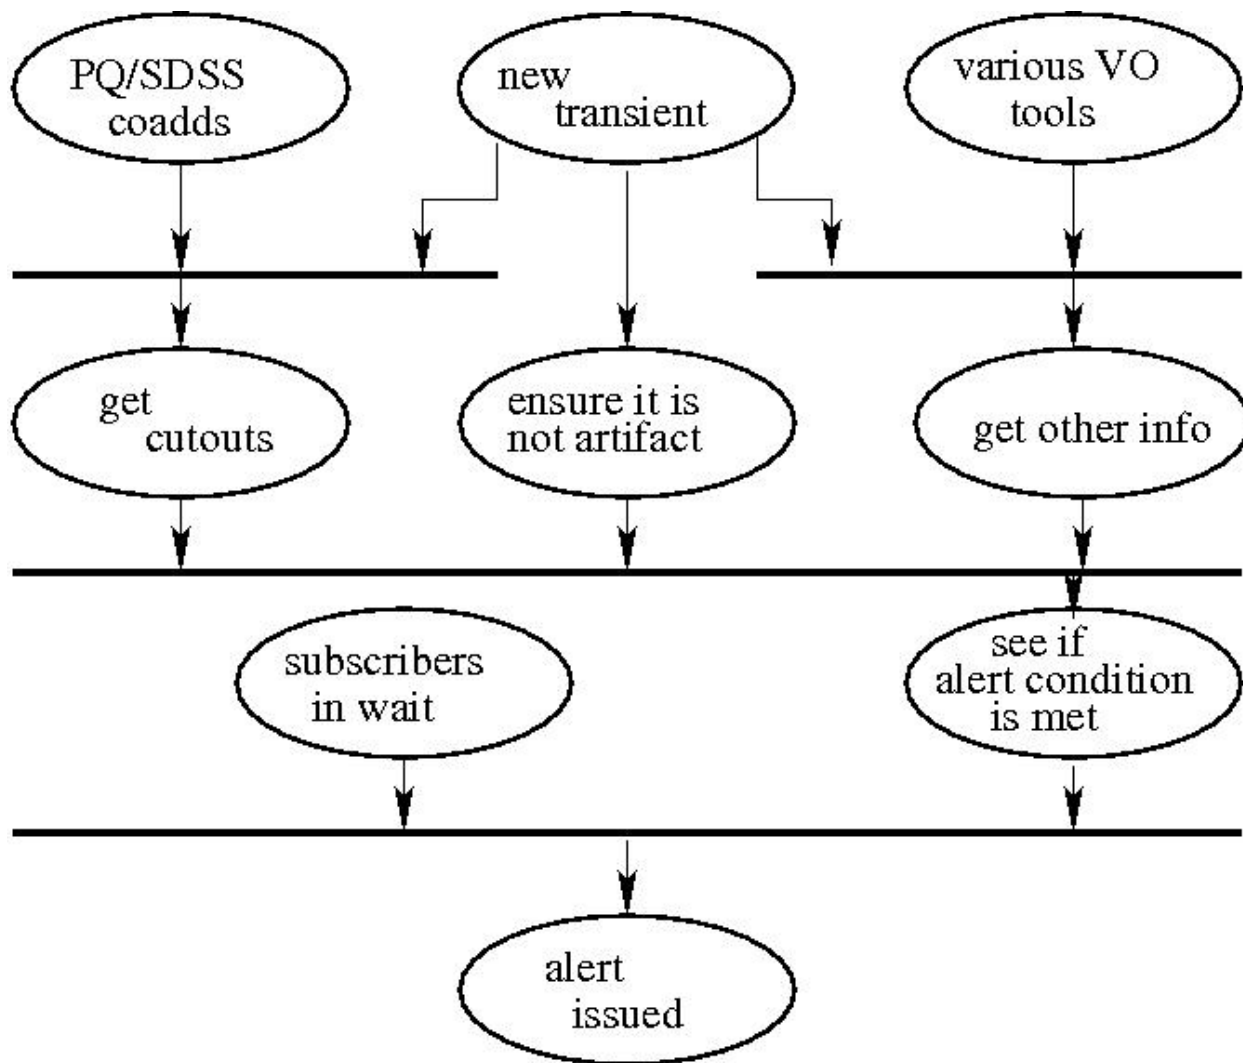 PQ/SDSS
coadds
new
transient
various VO
tools
get
cutouts
ensure it is
not artifact
get other info
subscribers
in wait
see if
alert condition
is met
alert
issued